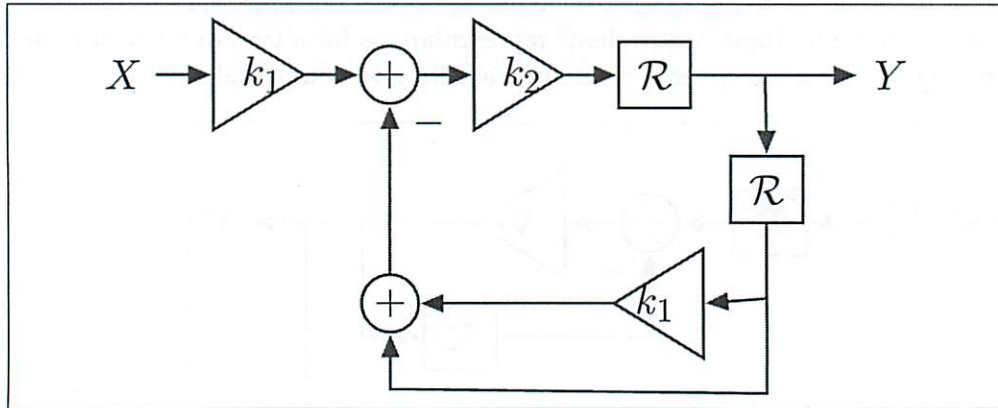 X k₁ + k₂ ℛ Y
−
ℛ
+ k₁